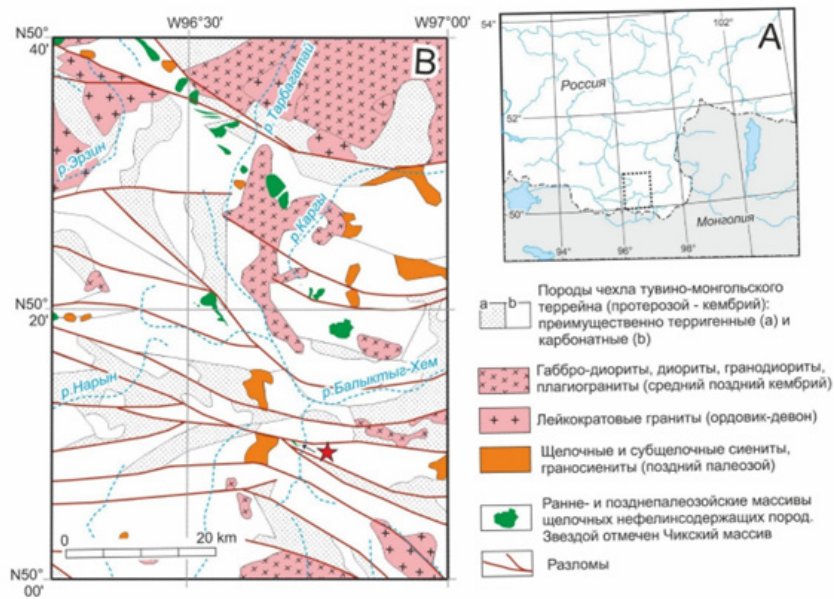 W96°30'
W97°00'
N50°
40'
B
р.Тарбагатай
р.Эрзин
р.Каргы
N50°
20'
р.Балыктыг-Хем
р.Нарын
0
20 km
N50°
00'
54°
102°
A
Россия
52°
50°
Монголия
94°
96°
98°
a
b
Породы чехла тувино-монгольского
террейна (протерозой - кембрий):
преимущественно терригенные (a) и
карбонатные (b)
Габбро-диориты, диориты, гранодиориты,
плагиограниты (средний поздний кембрий)
Лейкократовые граниты (ордовик-девон)
Щелочные и субщелочные сиениты,
граносиениты (поздний палеозой)
Ранне- и позднепалеозойские массивы
щелочных нефелинсодержащих пород.
Звездой отмечен Чикский массив
Разломы